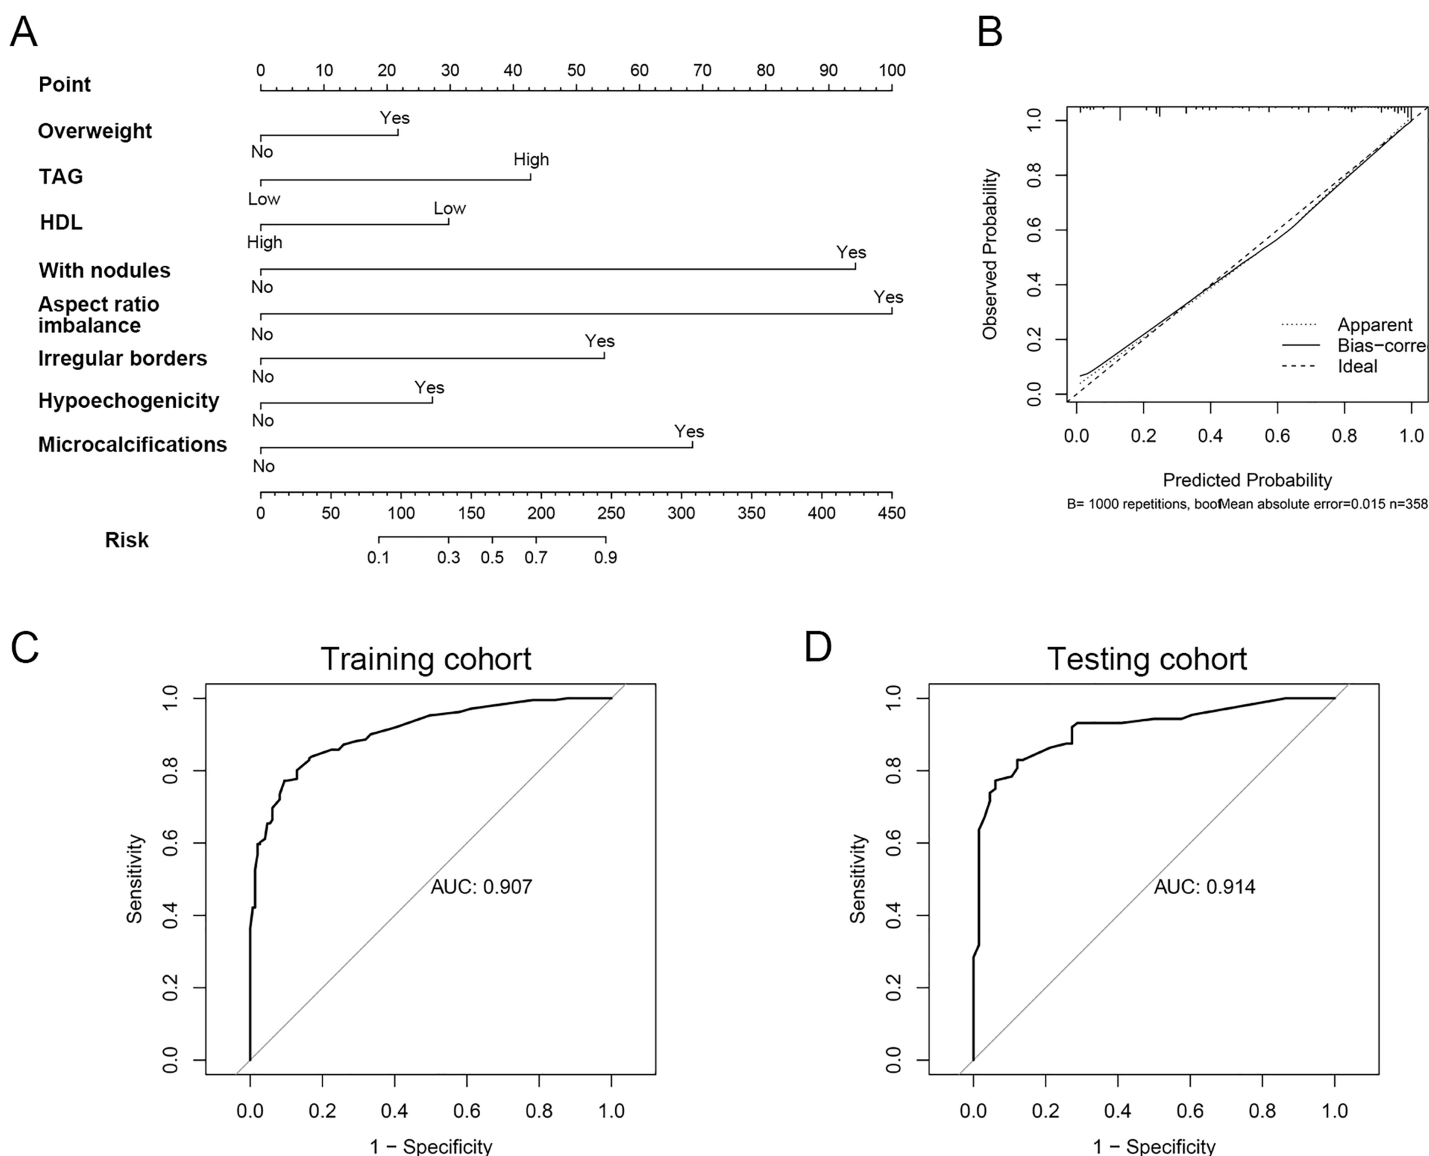 A
Point
0 10 20 30 40 50 60 70 80 90 100
Overweight
Yes
No
TAG
High
Low
HDL
Low
High
With nodules
Yes
No
Aspect ratio
imbalance
Yes
No
Irregular borders
Yes
No
Hypoechogenicity
Yes
No
Microcalcifications
Yes
No
0 50 100 150 200 250 300 350 400 450
Risk
0.1 0.3 0.5 0.7 0.9
B
Observed Probability
0.0 0.2 0.4 0.6 0.8 1.0
Apparent
Bias−corre
Ideal
0.0 0.2 0.4 0.6 0.8 1.0
Predicted Probability
B= 1000 repetitions, boot Mean absolute error=0.015 n=358
C
Training cohort
Sensitivity
0.0 0.2 0.4 0.6 0.8 1.0
AUC: 0.907
0.0 0.2 0.4 0.6 0.8 1.0
1 − Specificity
D
Testing cohort
Sensitivity
0.0 0.2 0.4 0.6 0.8 1.0
AUC: 0.914
0.0 0.2 0.4 0.6 0.8 1.0
1 − Specificity